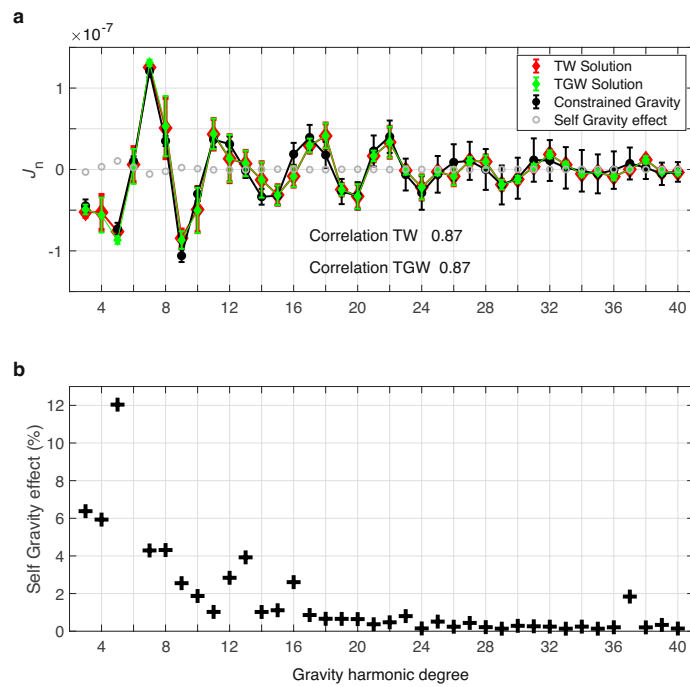 a
×10⁻⁷
TW Solution
TGW Solution
Constrained Gravity
Self Gravity effect
1
0
-1
Jₙ
Correlation TW 0.87
Correlation TGW 0.87
4 8 12 16 20 24 28 32 36 40
b
12
10
8
6
4
2
0
Self Gravity effect (%)
4 8 12 16 20 24 28 32 36 40
Gravity harmonic degree